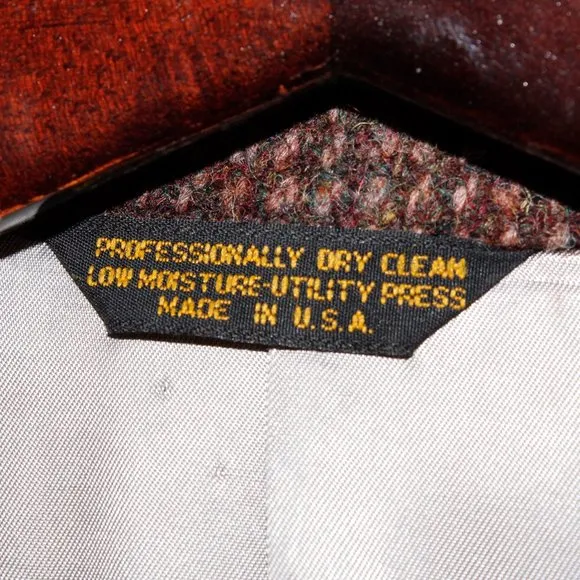 PROFESSIONALLY DRY CLEAN
LOW MOISTURE-UTILITY PRESS
MADE IN U.S.A.